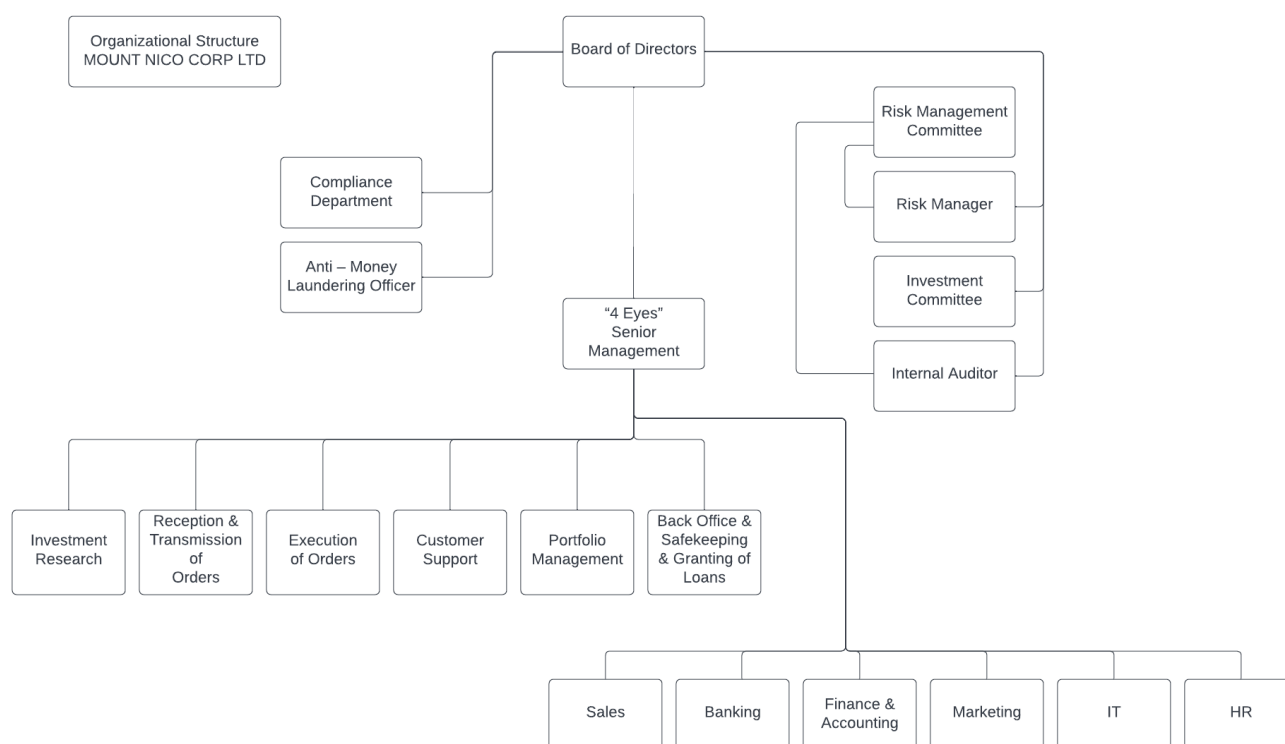 Organizational Structure
MOUNT NICO CORP LTD
Board of Directors
Risk Management
Committee
Compliance
Department
Risk Manager
Anti – Money
Laundering Officer
Investment
Committee
“4 Eyes”
Senior
Management
Internal Auditor
Investment
Research
Reception &
Transmission
of
Orders
Execution
of Orders
Customer
Support
Portfolio
Management
Back Office &
Safekeeping
& Granting of
Loans
Sales
Banking
Finance &
Accounting
Marketing
IT
HR